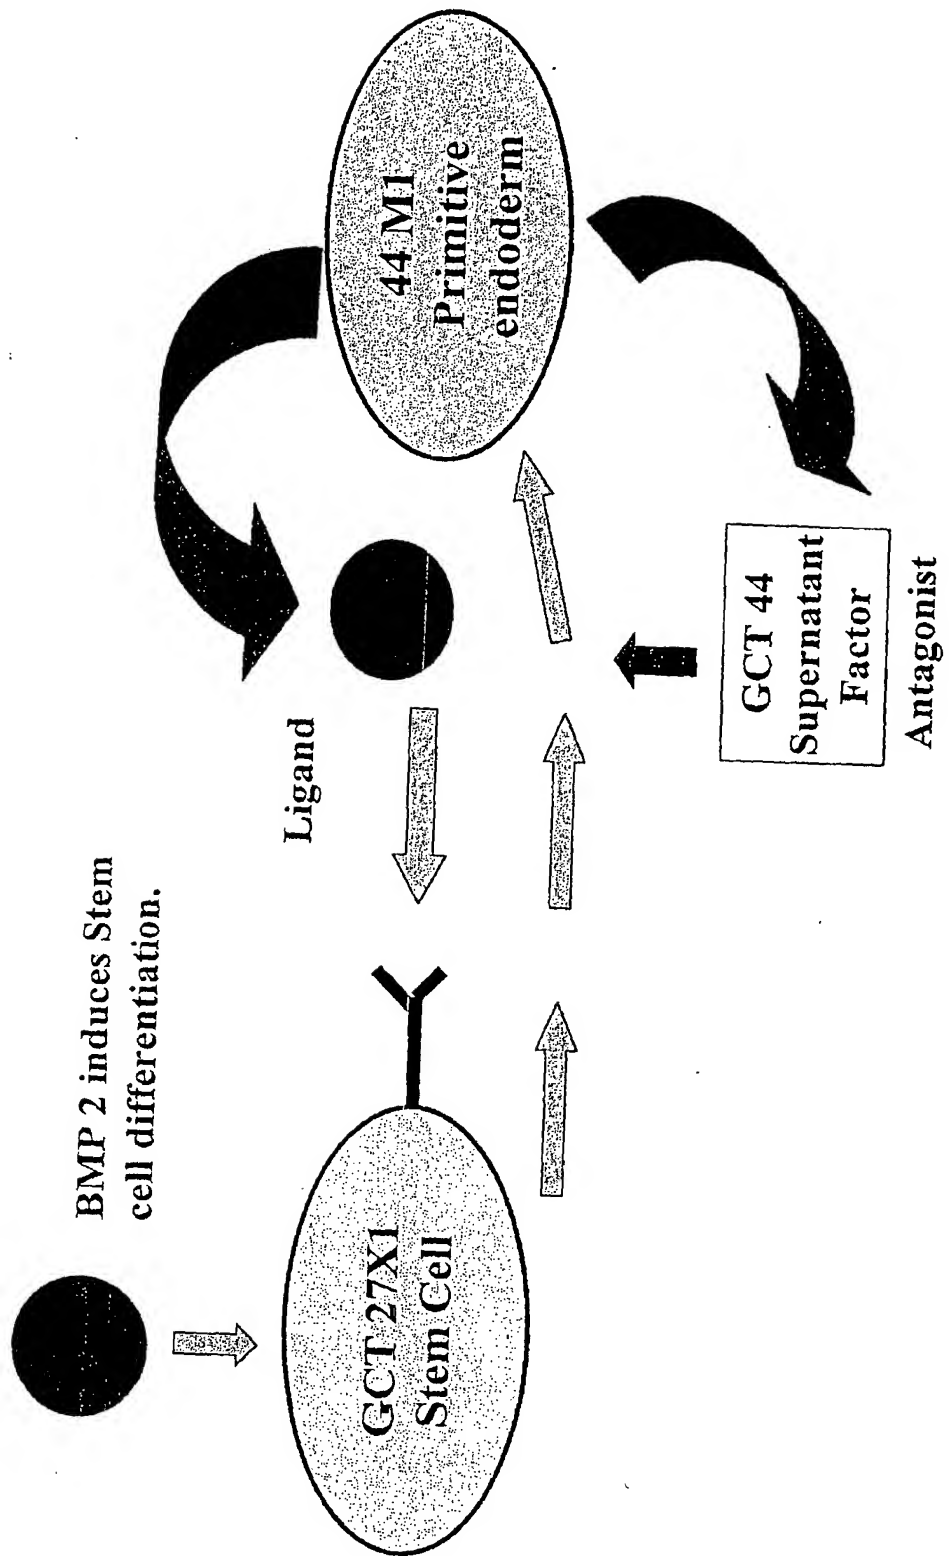 BMP 2 induces Stem
cell differentiation.
GCT 27X1
Stem Cell
Ligand
44 M1
Primitive
endoderm
GCT 44
Supernatant
Factor
Antagonist